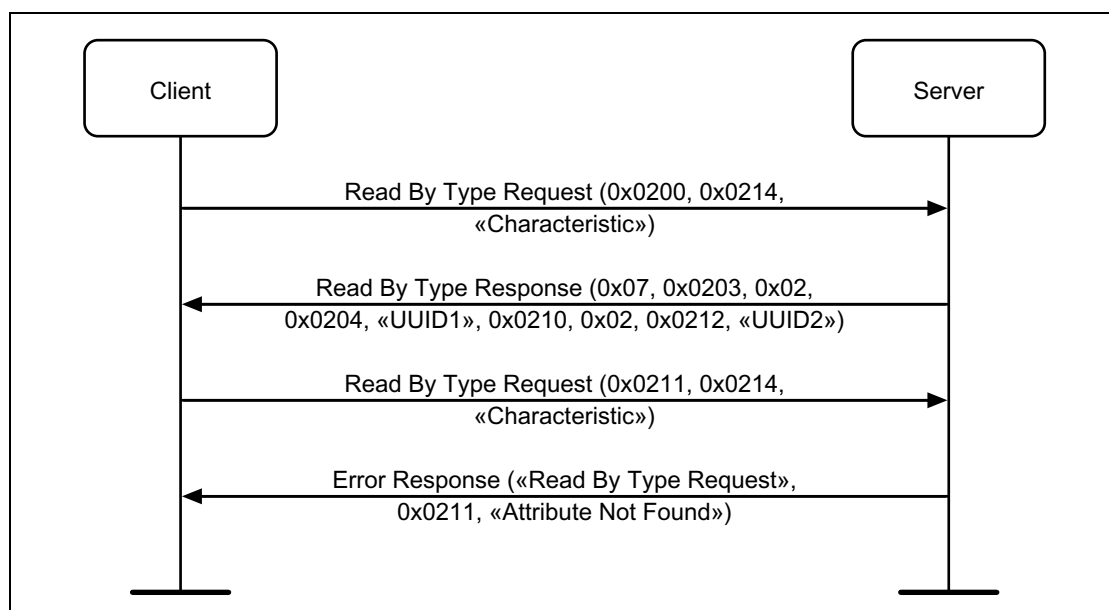 Client
Server
Read By Type Request (0x0200, 0x0214,
«Characteristic»)
Read By Type Response (0x07, 0x0203, 0x02,
0x0204, «UUID1», 0x0210, 0x02, 0x0212, «UUID2»)
Read By Type Request (0x0211, 0x0214,
«Characteristic»)
Error Response («Read By Type Request»,
0x0211, «Attribute Not Found»)